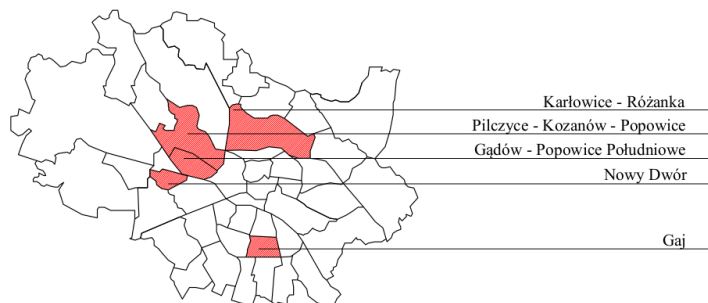 Karłowice - Różanka
Pilczyce - Kozanów - Popowice
Gądów - Popowice Południowe
Nowy Dwór
Gaj